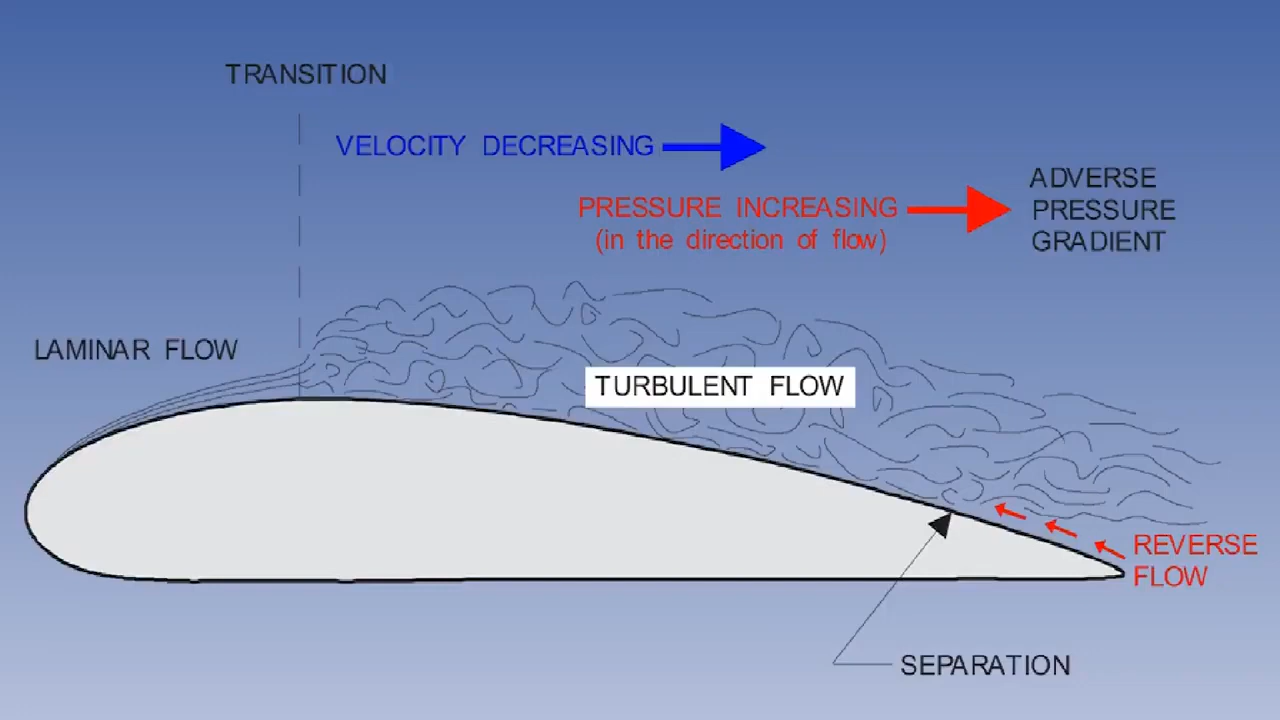 TRANSITION
VELOCITY DECREASING
PRESSURE INCREASING
(in the direction of flow)
ADVERSE
PRESSURE
GRADIENT
LAMINAR FLOW
TURBULENT FLOW
REVERSE
FLOW
SEPARATION